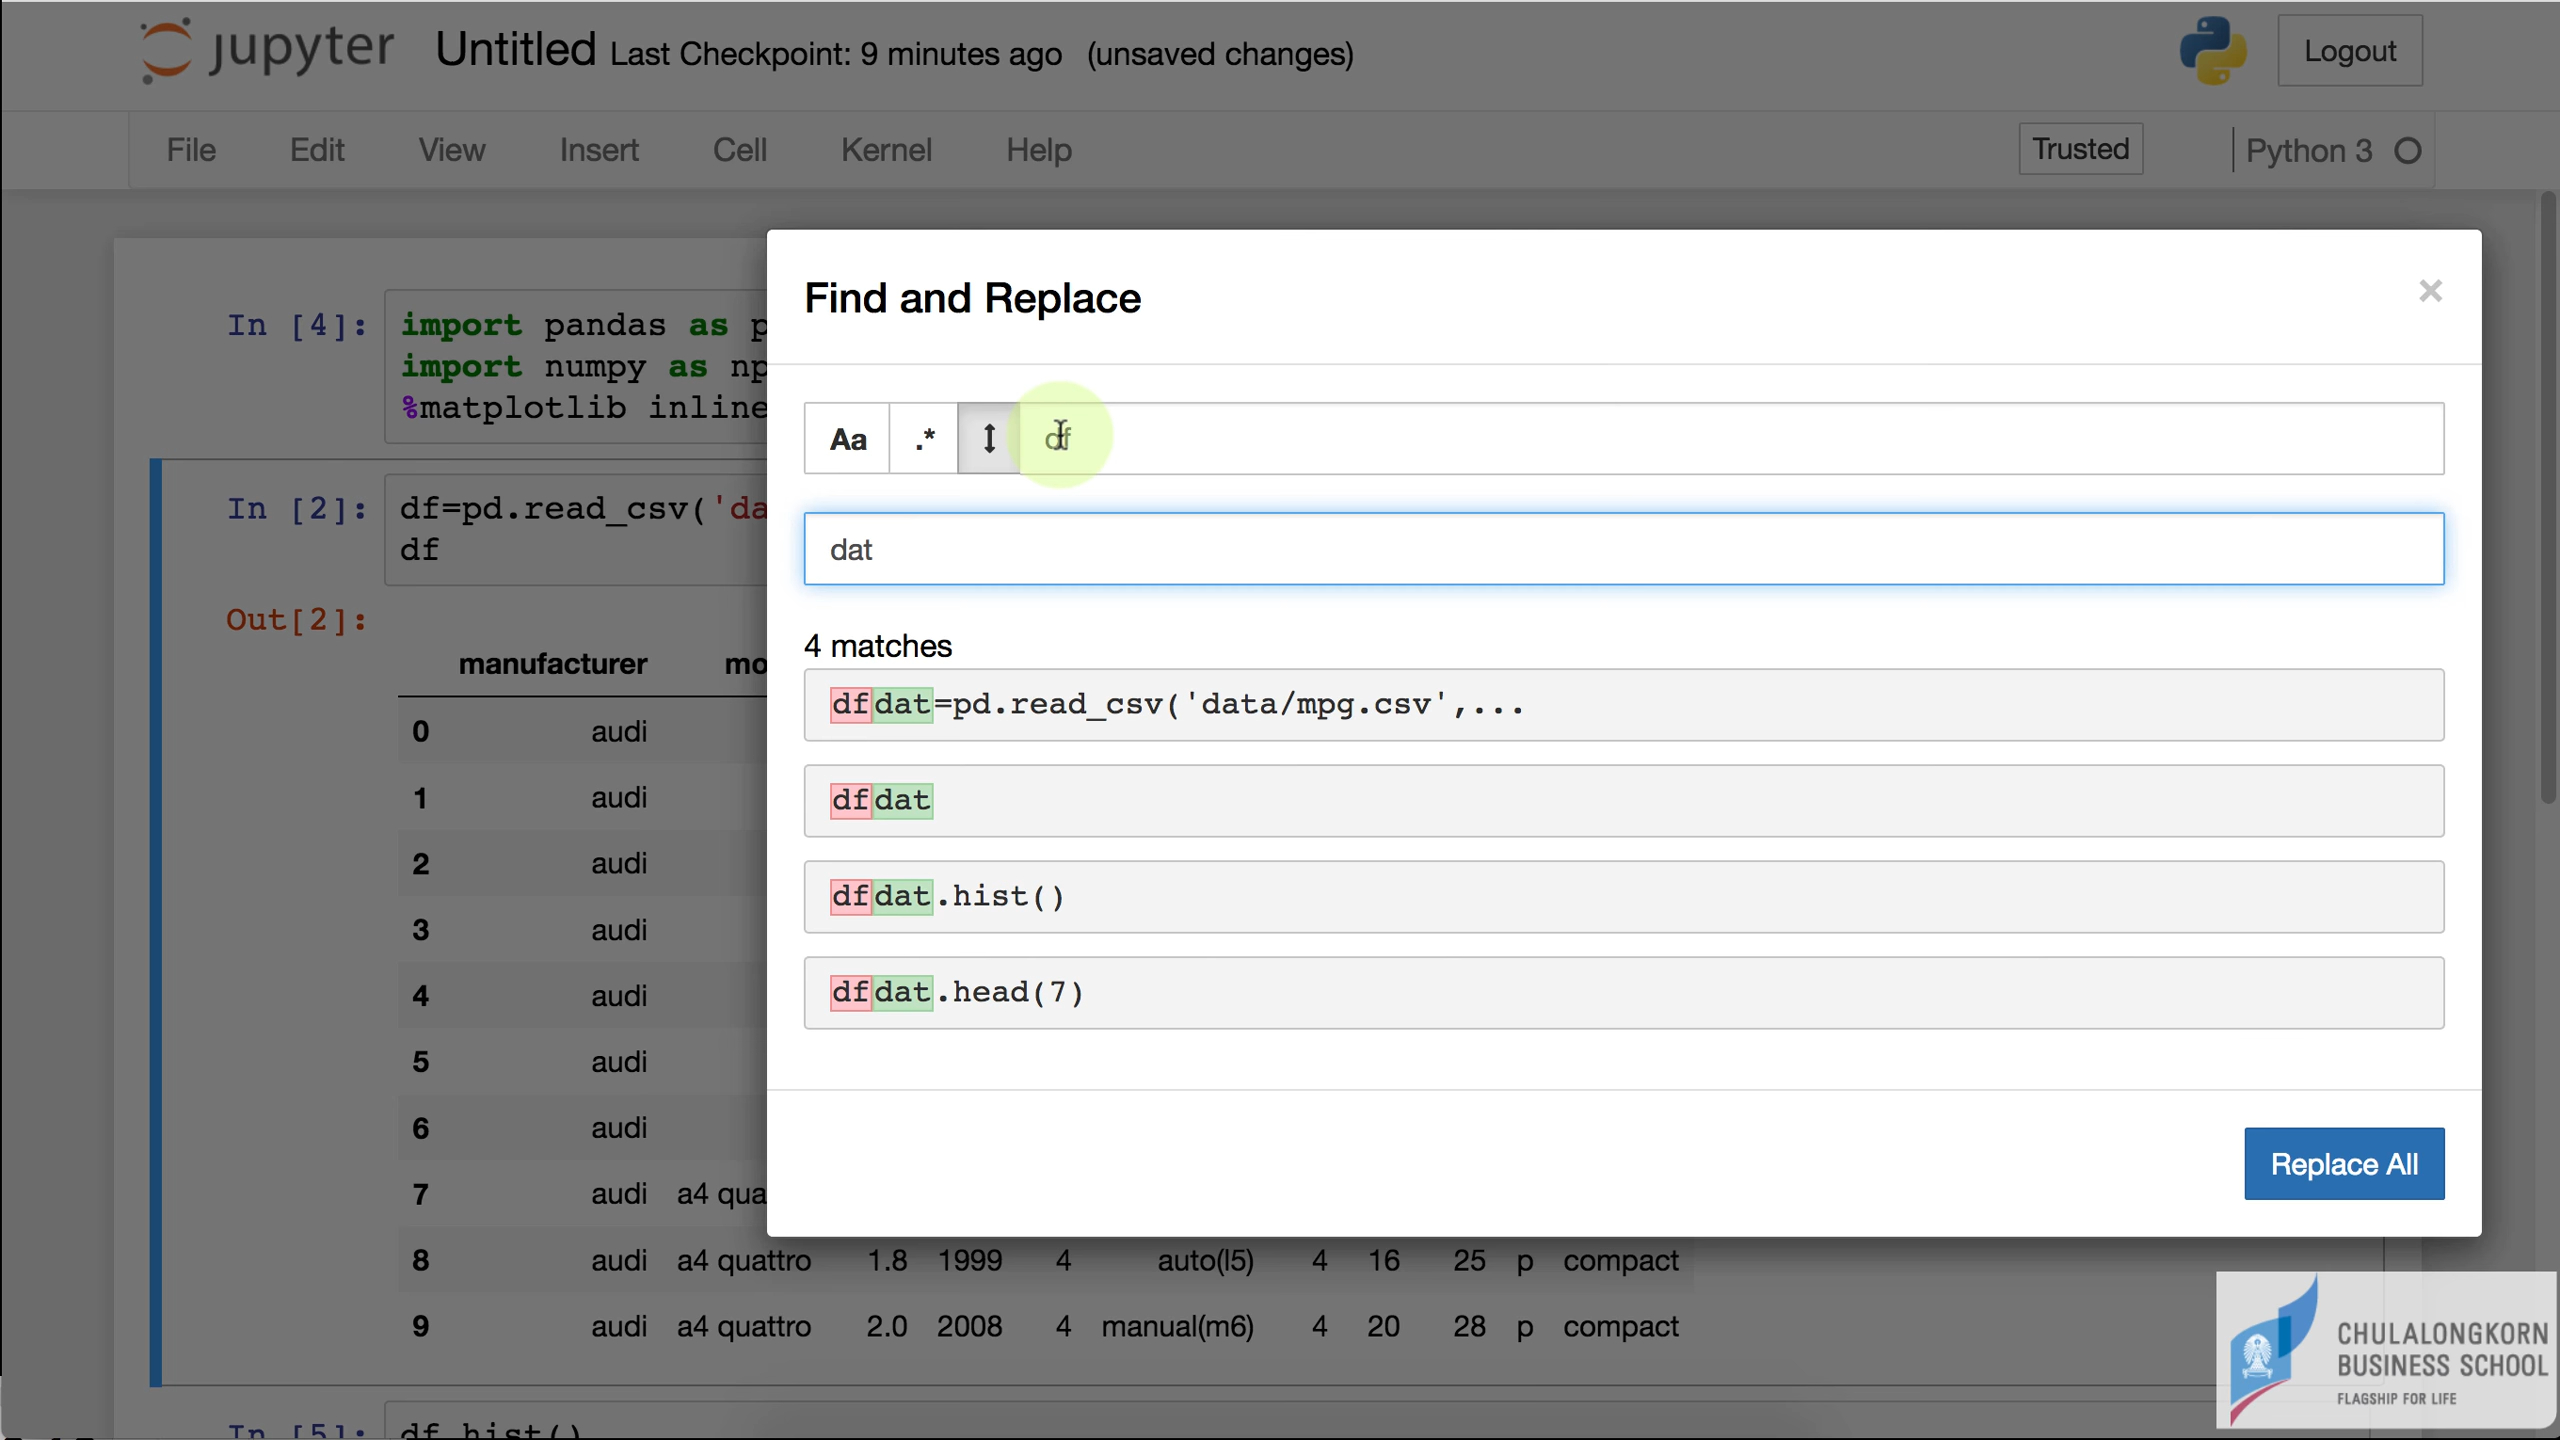 jupyter Untitled Last Checkpoint: 9 minutes ago (unsaved changes) Logout
File Edit View Insert Cell Kernel Help Trusted Python 3
Find and Replace ×
In [4]: import pandas as p
import numpy as np
%matplotlib inline
Aa .* df
In [2]: df=pd.read_csv('da
df
dat
Out[2]:
4 matches
manufacturer mo
dfdat=pd.read_csv('data/mpg.csv',...
0 audi
1 audi
dfdat
2 audi
dfdat.hist()
3 audi
4 audi
dfdat.head(7)
5 audi
6 audi
7 audi a4 qua
Replace All
8 audi a4 quattro 1.8 1999 4 auto(l5) 4 16 25 p compact
9 audi a4 quattro 2.0 2008 4 manual(m6) 4 20 28 p compact
In [5]: df.hist()
CHULALONGKORN
BUSINESS SCHOOL
FLAGSHIP FOR LIFE